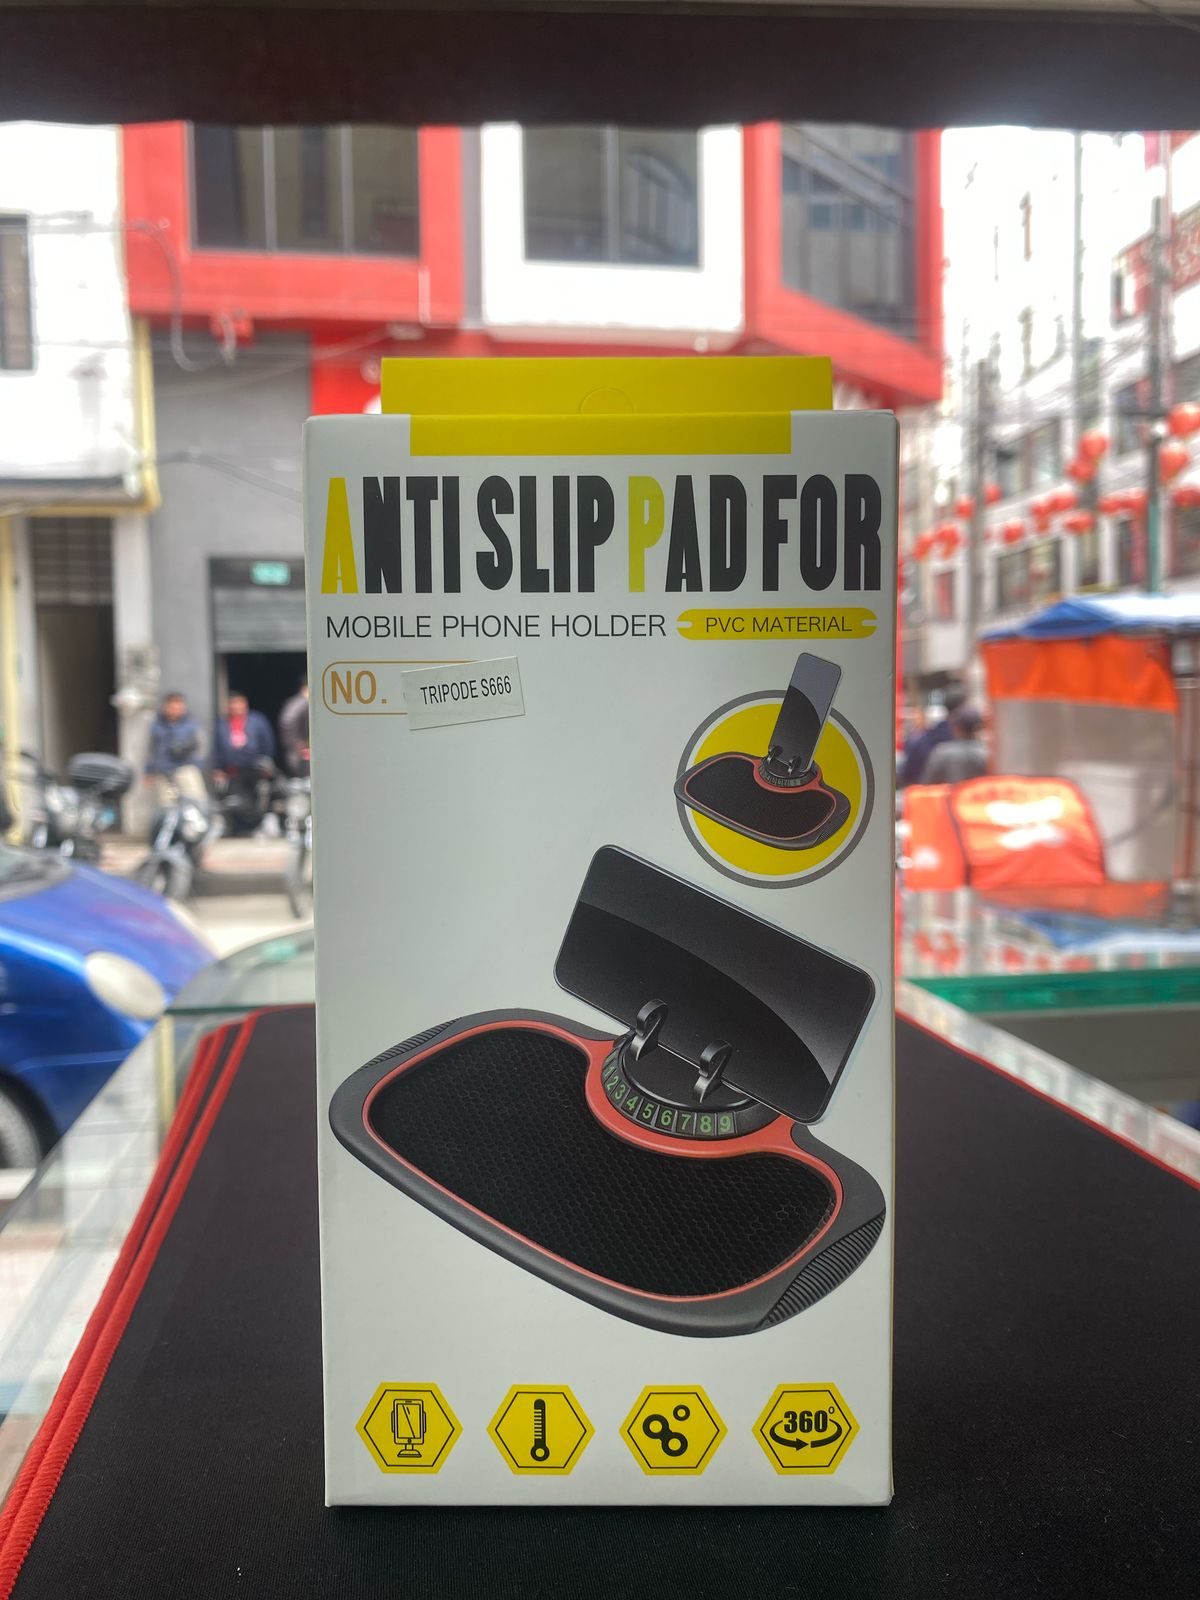 ANTI SLIP PAD FOR
MOBILE PHONE HOLDER PVC MATERIAL
NO. TRIPODE S666
1 2 3 4 5 6 7 8 9
360°